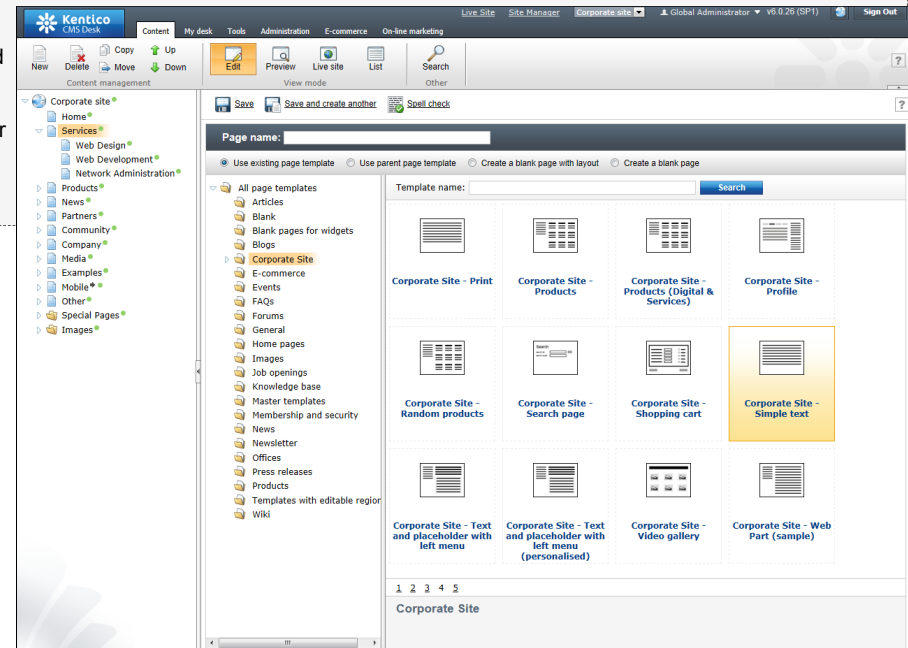 Kentico
CMS Desk
Content My desk Tools Administration E-commerce On-line marketing
Live Site Site Manager Corporate site Global Administrator v6.0.26 (SP1) Sign Out
New Delete Copy Move Up Down
Content management
Edit Preview Live site List
View mode
Search
Other
?
d
r
Corporate site
Home
Services
Web Design
Web Development
Network Administration
Products
News
Partners
Community
Company
Media
Examples
Mobile
Other
Special Pages
Images
Save Save and create another Spell check
?
Page name:
Use existing page template Use parent page template Create a blank page with layout Create a blank page
All page templates
Articles
Blank
Blank pages for widgets
Blogs
Corporate Site
E-commerce
Events
FAQs
Forums
General
Home pages
Images
Job openings
Knowledge base
Master templates
Membership and security
News
Newsletter
Offices
Press releases
Products
Templates with editable region
Wiki
Template name: Search
Corporate Site - Print
Corporate Site -
Products
Corporate Site -
Products (Digital &
Services)
Corporate Site -
Profile
Corporate Site -
Random products
Search
Corporate Site -
Search page
Corporate Site -
Shopping cart
Corporate Site -
Simple text
Corporate Site - Text
and placeholder with
left menu
Corporate Site - Text
and placeholder with
left menu
(personalised)
Corporate Site -
Video gallery
Corporate Site - Web
Part (sample)
1 2 3 4 5
Corporate Site